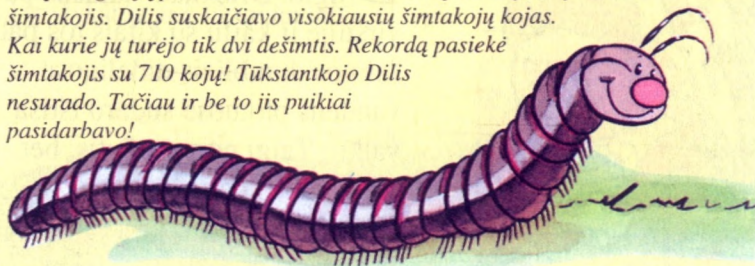 šimtakojis. Dilis suskaičiavo visokiausių šimtakojų kojas.
Kai kurie jų turėjo tik dvi dešimtis. Rekordą pasiekė
šimtakojis su 710 kojų! Tūkstantkojo Dilis
nesurado. Tačiau ir be to jis puikiai
pasidarbavo!